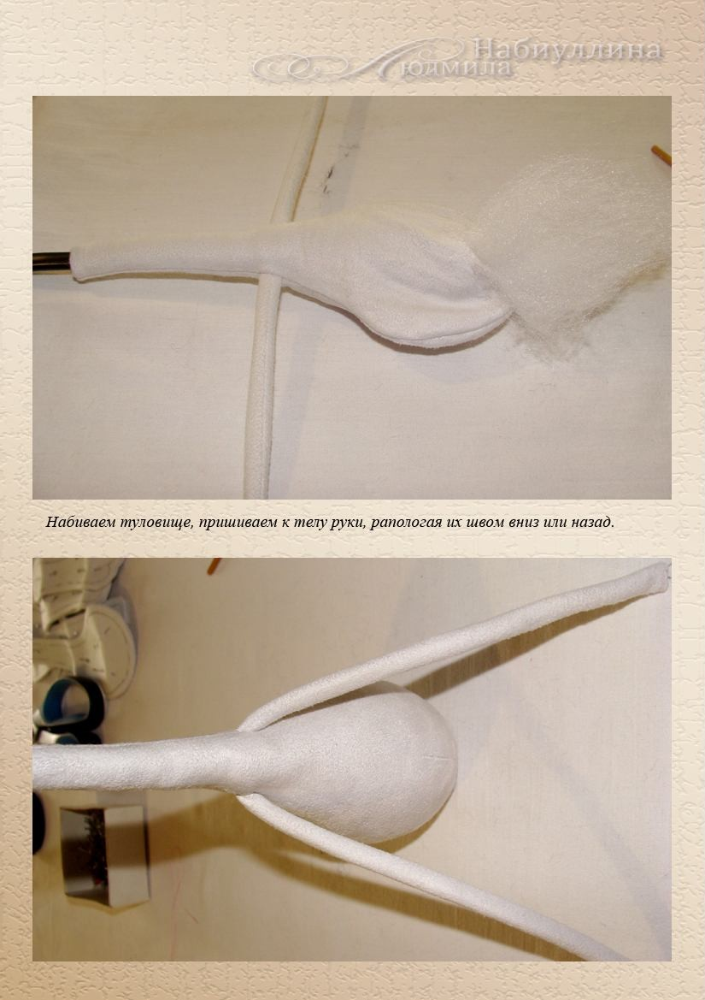 Набиуллина
Людмила
Набиваем туловище, пришиваем к телу руки, рапологая их швом вниз или назад.